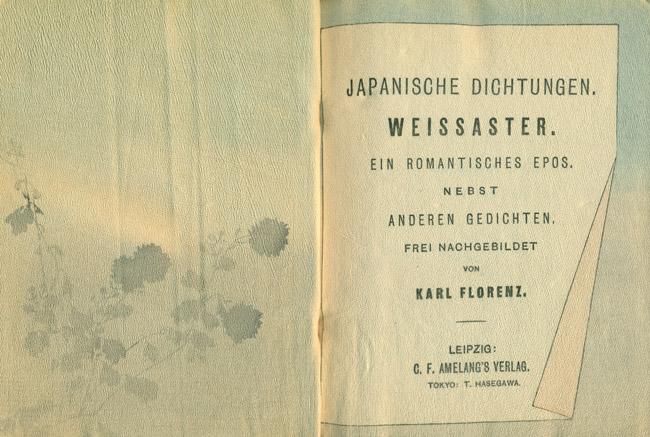 JAPANISCHE DICHTUNGEN.
WEISSASTER.
EIN ROMANTISCHES EPOS.
NEBST
ANDEREN GEDICHTEN.
FREI NACHGEBILDET
VON
KARL FLORENZ.
LEIPZIG:
C. F. AMELANG'S VERLAG.
TOKYO: T. HASEGAWA.